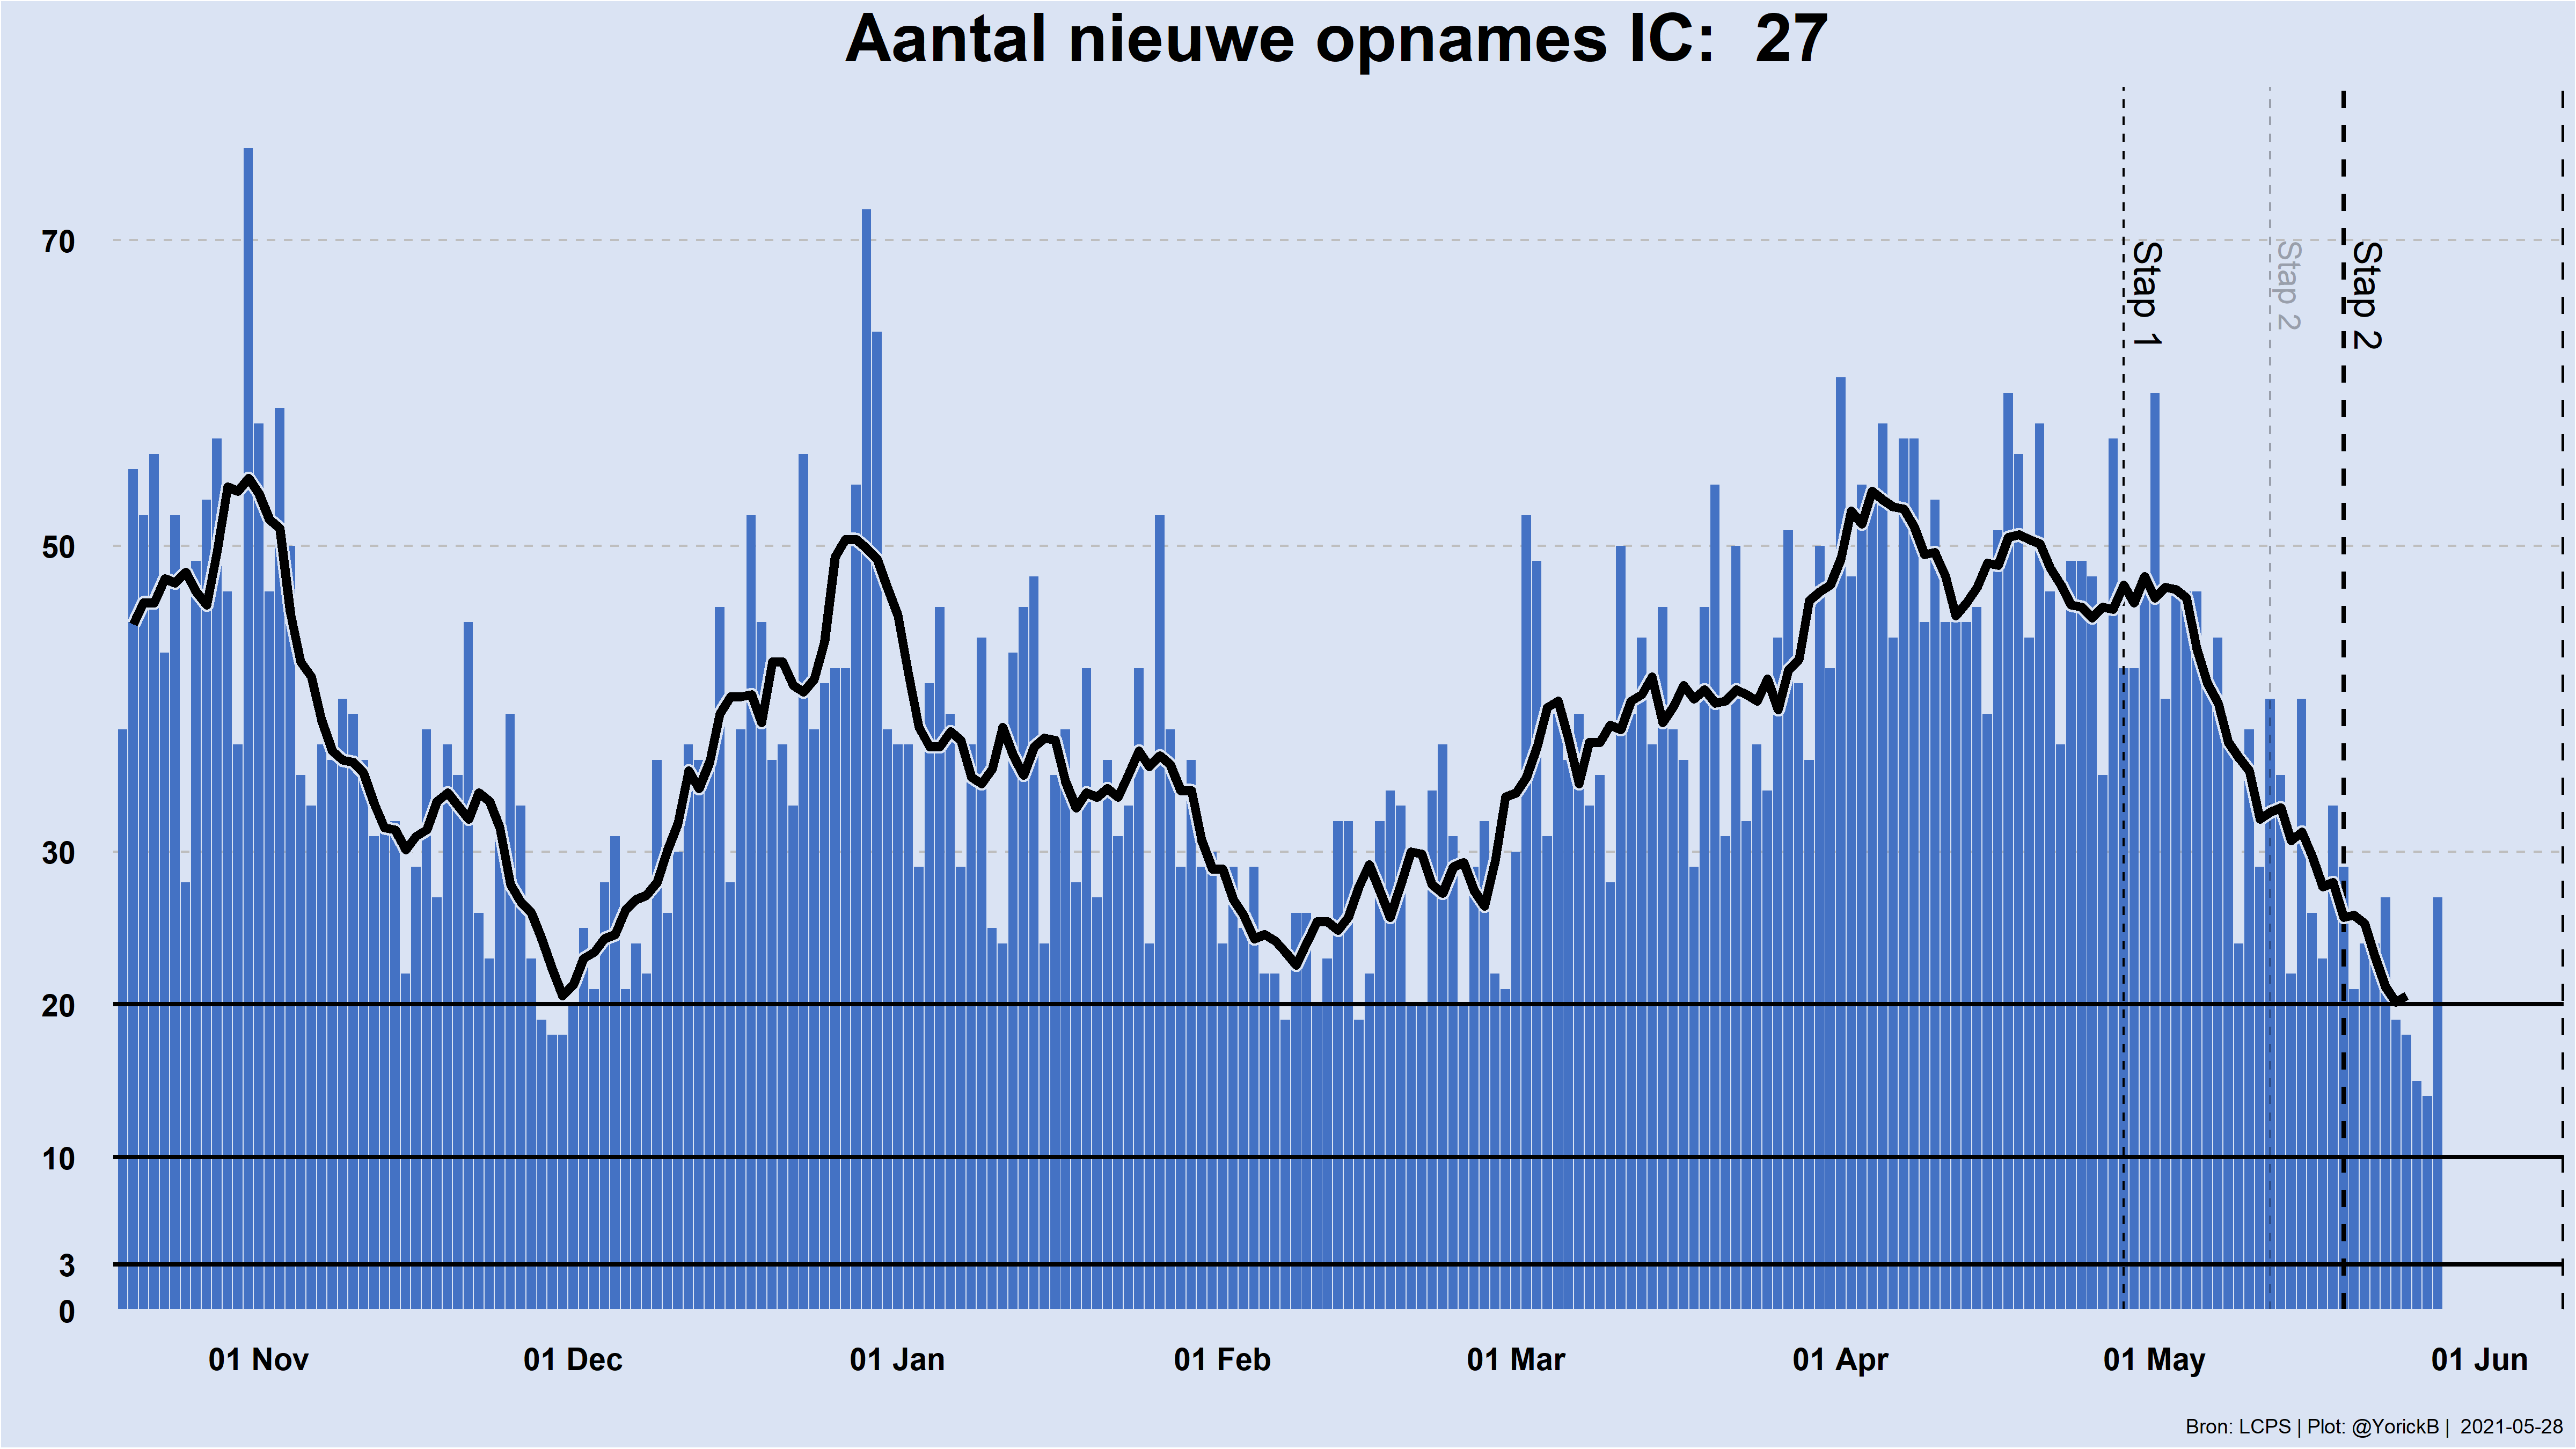 Aantal nieuwe opnames IC: 27
70
50
30
20
10
3
0
Stap 1
Stap 2
Stap 2
01 Nov
01 Dec
01 Jan
01 Feb
01 Mar
01 Apr
01 May
01 Jun
Bron: LCPS | Plot: @YorickB | 2021-05-28